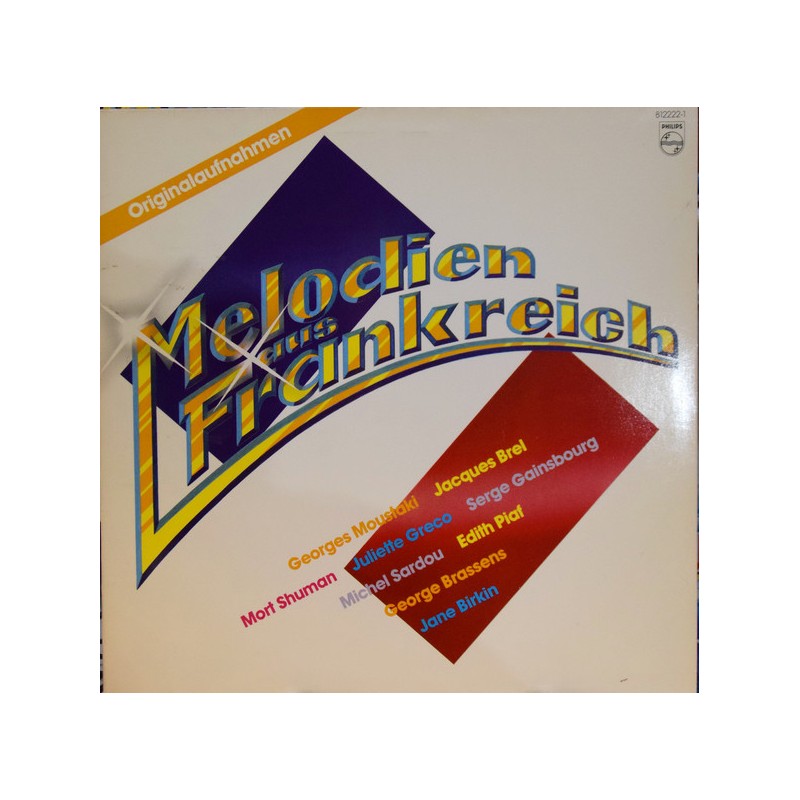 812222-1
PHILIPS
Originalaufnahmen
Melodien
aus
Frankreich
Jacques Brel
Georges Moustaki
Serge Gainsbourg
Juliette Greco
Edith Piaf
Mort Shuman
Michel Sardou
George Brassens
Jane Birkin